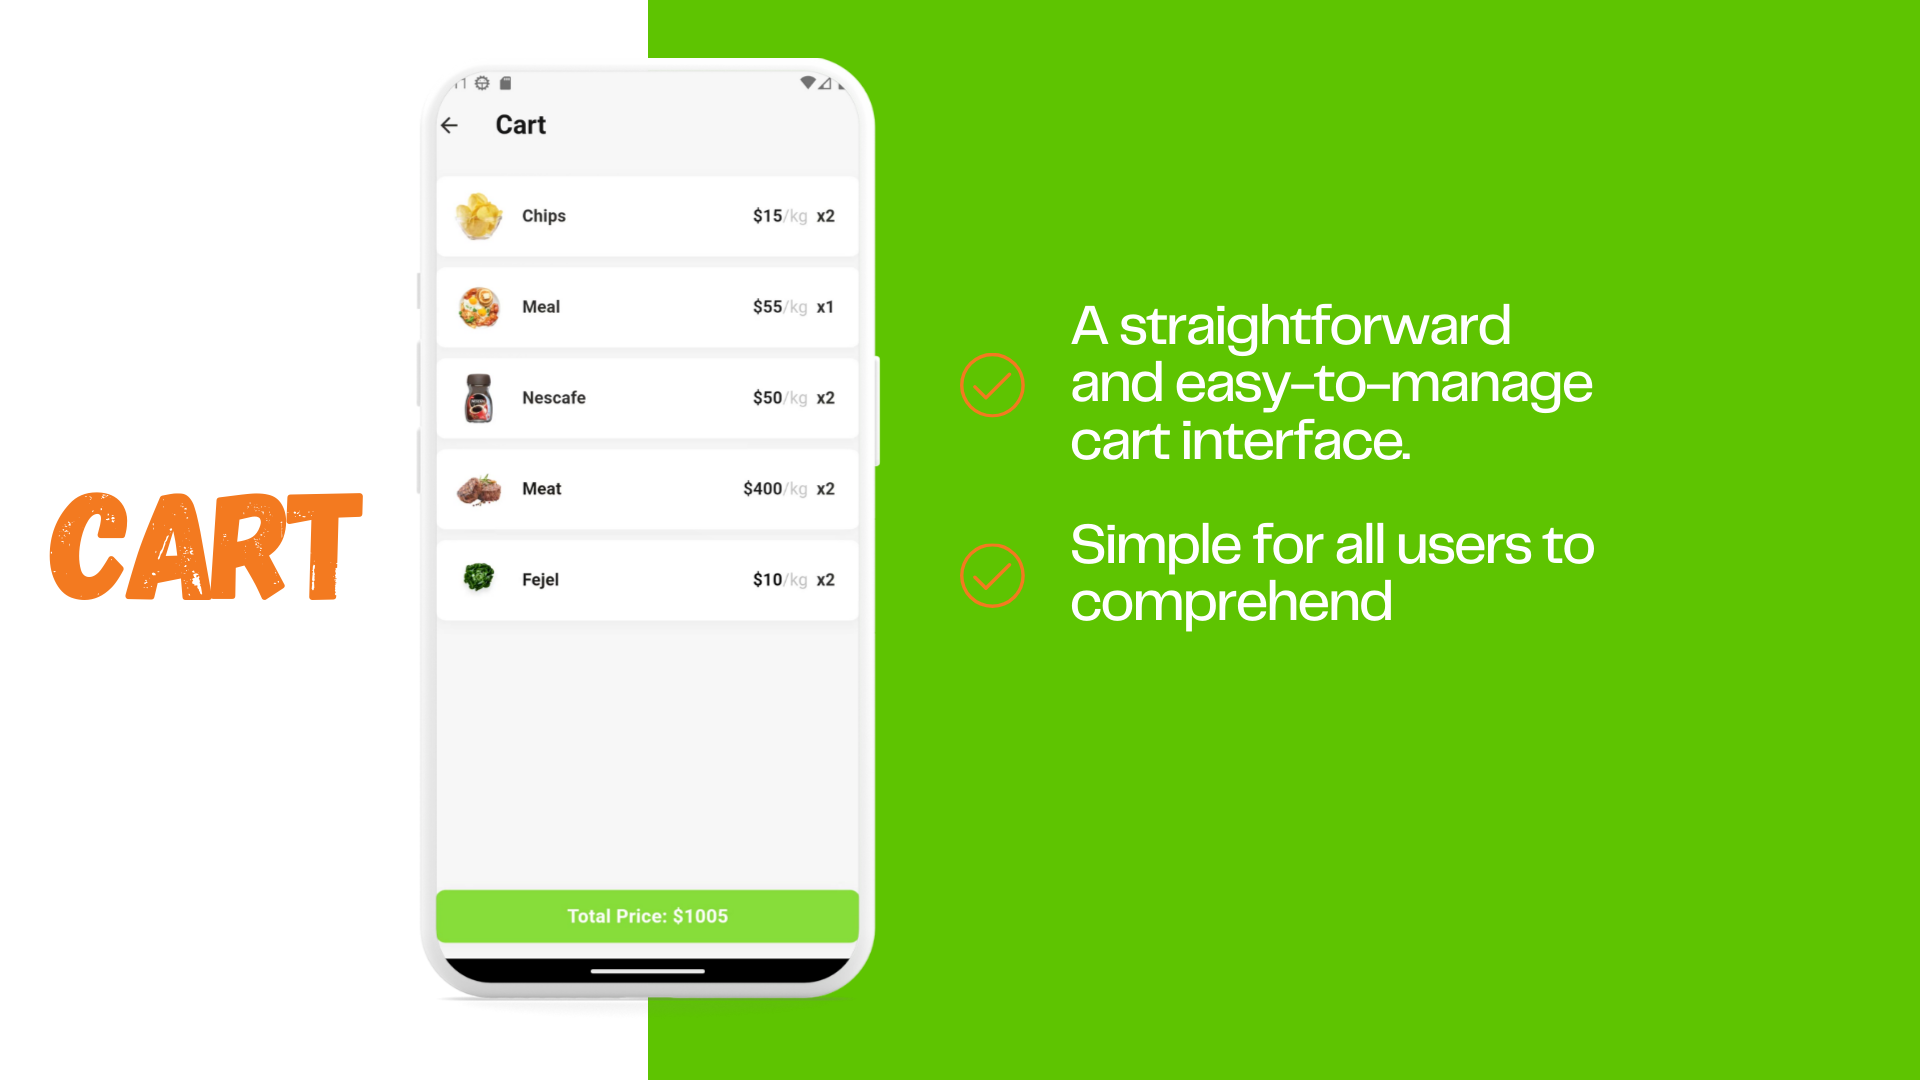 CART
Cart
Chips $15/kg x2
Meal $55/kg x1
Nescafe $50/kg x2
Meat $400/kg x2
Fejel $10/kg x2
Total Price: $1005
A straightforward
and easy-to-manage
cart interface.
Simple for all users to
comprehend